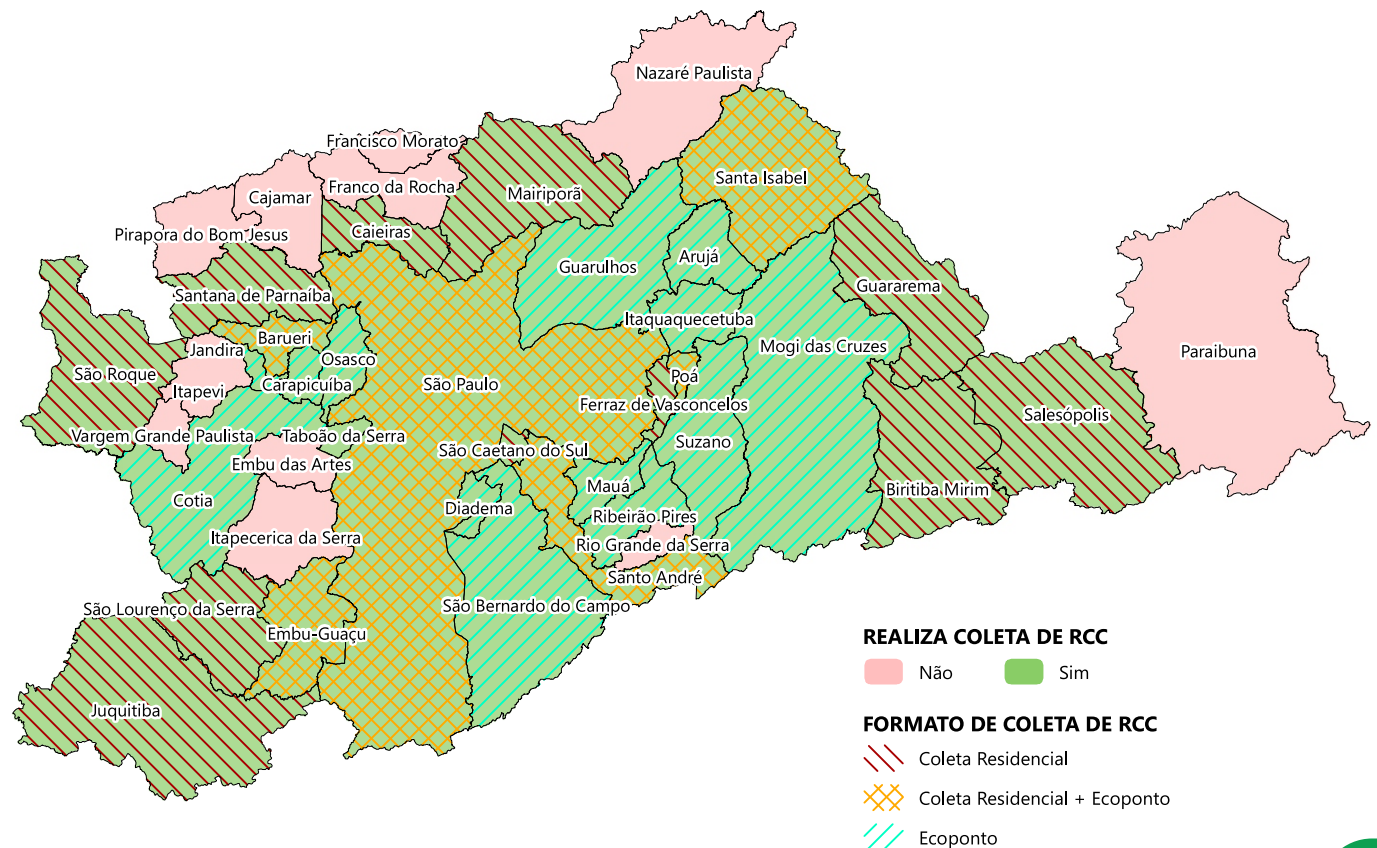 Nazaré Paulista
Francisco Morato
Santa Isabel
Franco da Rocha
Mairiporã
Cajamar
Caieiras
Pirapora do Bom Jesus
Arujá
Guarulhos
Guararema
Santana de Parnaíba
Itaquaquecetuba
Barueri
Mogi das Cruzes
Jandira
Paraibuna
Osasco
São Roque
Poá
Carapicuíba
São Paulo
Itapevi
Ferraz de Vasconcelos
Salesópolis
Vargem Grande Paulista
Taboão da Serra
Suzano
São Caetano do Sul
Embu das Artes
Mauá
Biritiba Mirim
Cotia
Diadema
Ribeirão Pires
Itapecerica da Serra
Rio Grande da Serra
Santo André
São Lourenço da Serra
São Bernardo do Campo
Embu-Guaçu
Juquitiba
REALIZA COLETA DE RCC
Não
Sim
FORMATO DE COLETA DE RCC
Coleta Residencial
Coleta Residencial + Ecoponto
Ecoponto